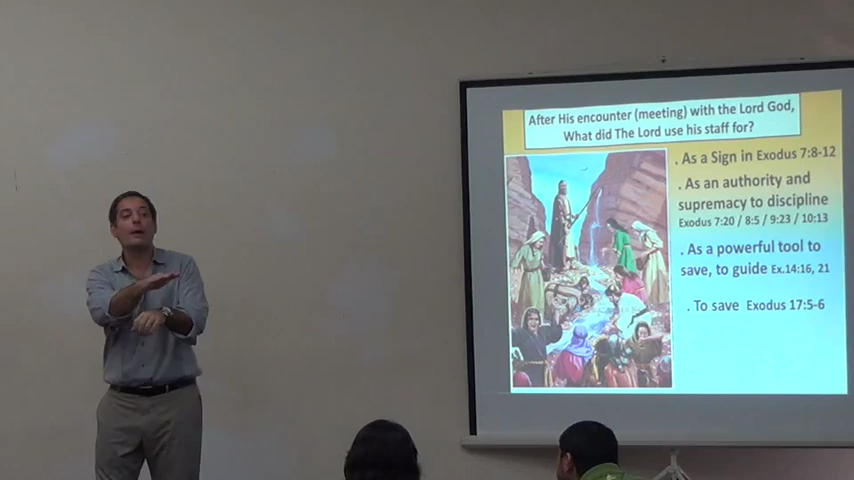 After His encounter (meeting) with the Lord God,
What did The Lord use his staff for?
. As a Sign in Exodus 7:8-12
. As an authority and
supremacy to discipline
Exodus 7:20 / 8:5 / 9:23 / 10:13
. As a powerful tool to
save, to guide Ex.14:16, 21
. To save Exodus 17:5-6